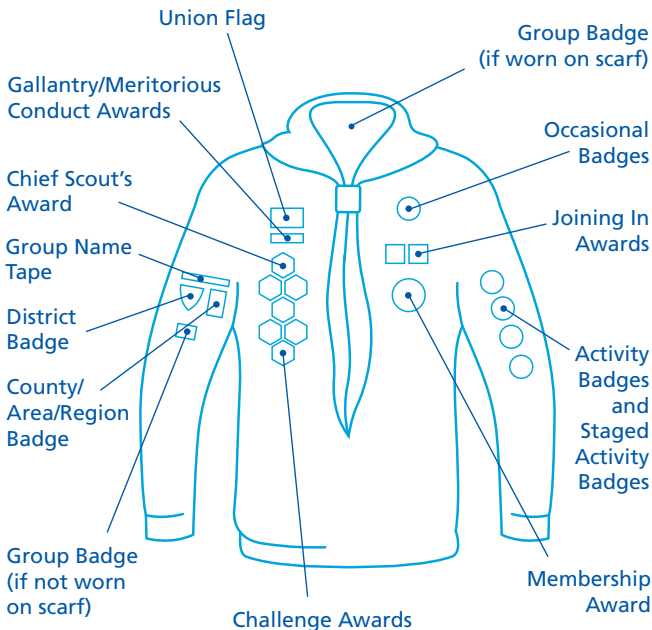 Union Flag
Group Badge
(if worn on scarf)
Gallantry/Meritorious
Conduct Awards
Occasional
Badges
Chief Scout's
Award
Joining In
Awards
Group Name
Tape
District
Badge
County/
Area/Region
Badge
Activity
Badges
and
Staged
Activity
Badges
Group Badge
(if not worn
on scarf)
Membership
Award
Challenge Awards